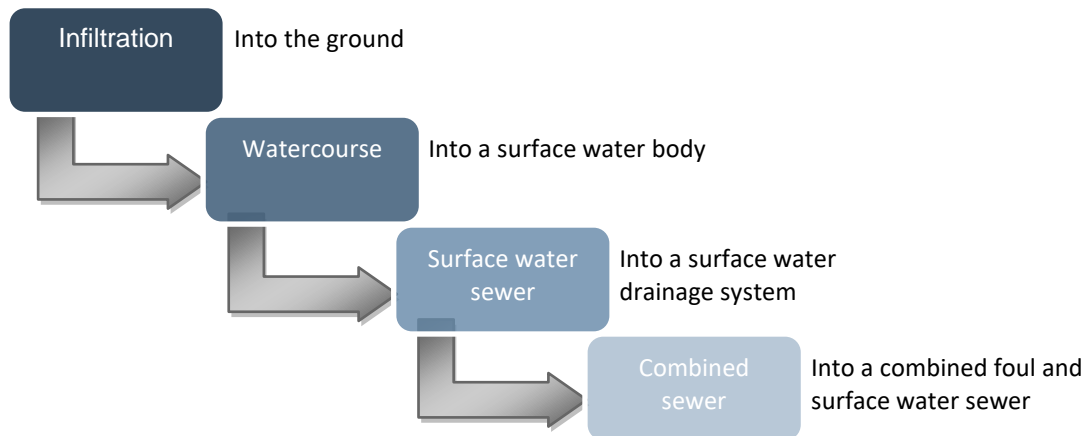 Infiltration
Into the ground
Watercourse
Into a surface water body
Surface water
sewer
Into a surface water
drainage system
Combined
sewer
Into a combined foul and
surface water sewer